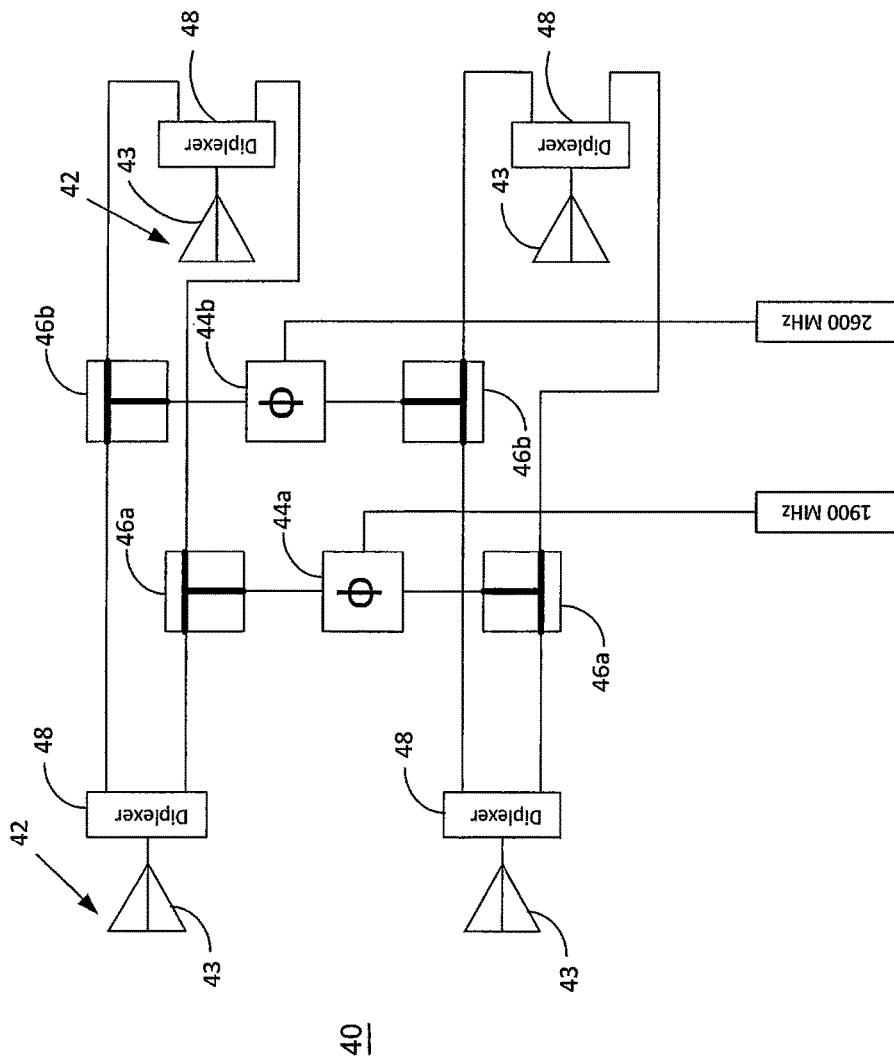 48
43
42
Diplexer
46b
44b
ϕ
46b
2600 MHz
48
43
Diplexer
46a
44a
ϕ
46a
1900 MHz
48
42
Diplexer
43
48
Diplexer
43
40